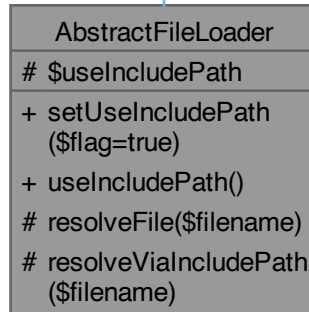 AbstractFileLoader
# $useIncludePath
+ setUseIncludePath
($flag=true)
+ useIncludePath()
# resolveFile($filename)
# resolveViaIncludePath
($filename)